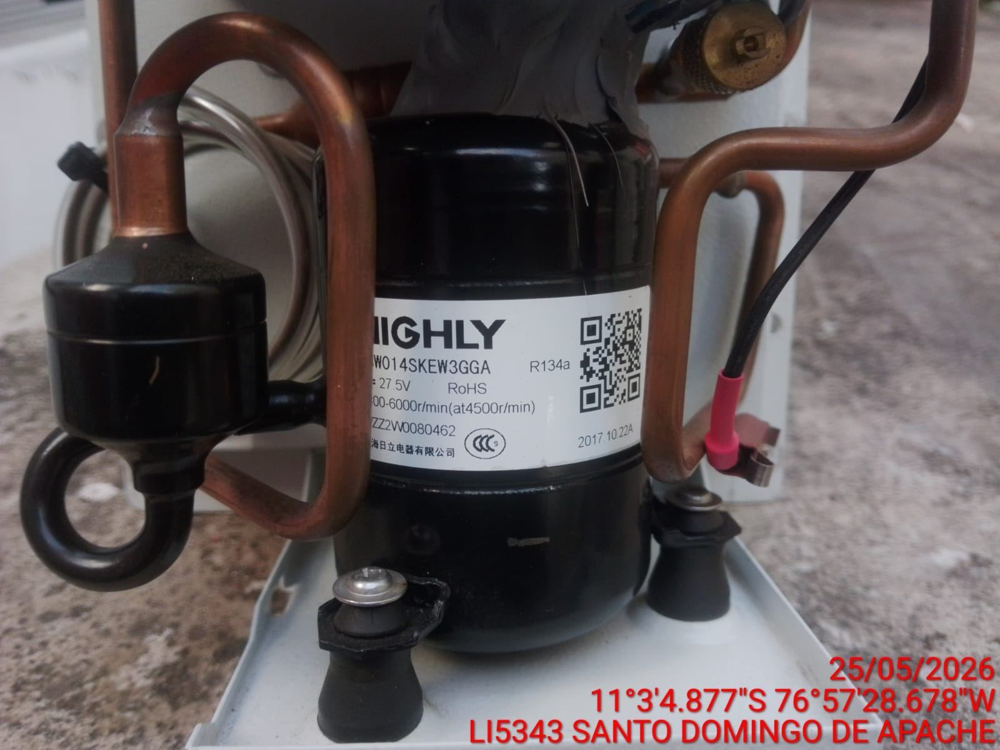 HIGHLY
W014SKEW3GGA R134a
= 27.5V RoHS
00-6000r/min(at4500r/min)
ZZ2W0080462
海日立电器有限公司
CCC S
2017.10.22A
25/05/2026
11°3'4.877"S 76°57'28.678"W
LI5343 SANTO DOMINGO DE APACHE